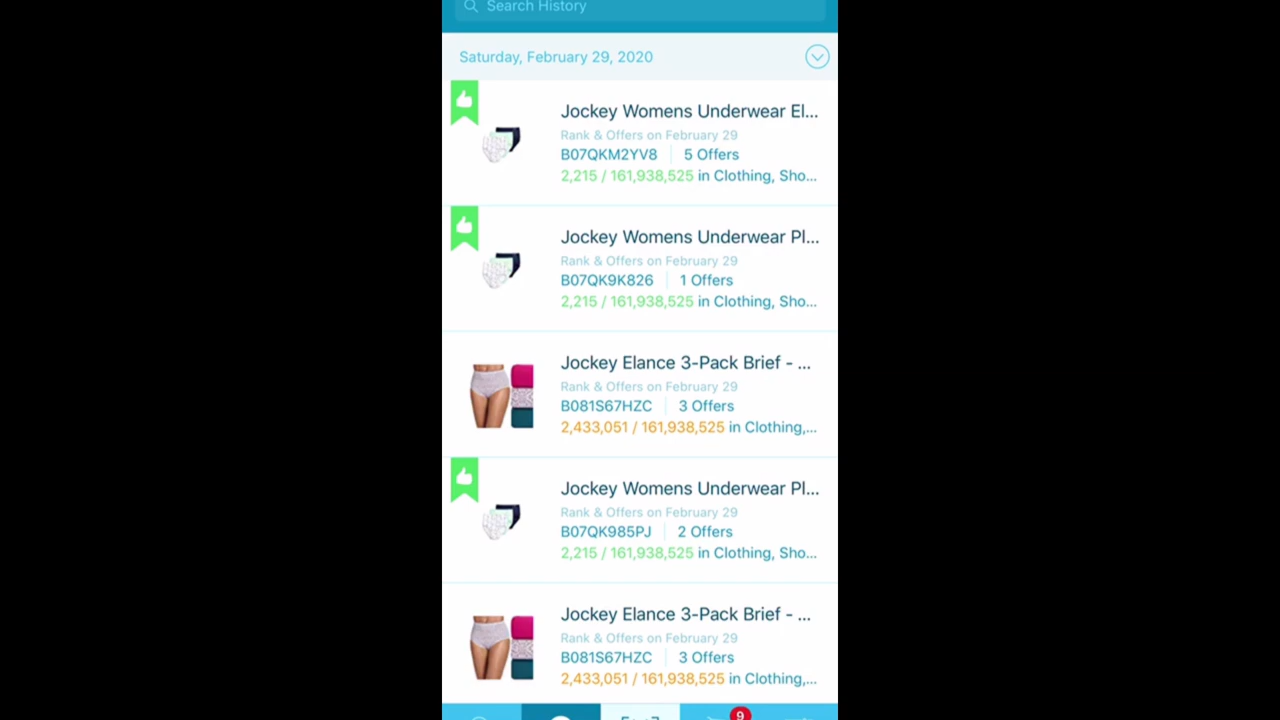 Search History
Saturday, February 29, 2020
Jockey Womens Underwear El...
Rank & Offers on February 29
B07QKM2YV8 5 Offers
2,215 / 161,938,525 in Clothing, Sho...
Jockey Womens Underwear Pl...
Rank & Offers on February 29
B07QK9K826 1 Offers
2,215 / 161,938,525 in Clothing, Sho...
Jockey Elance 3-Pack Brief - ...
Rank & Offers on February 29
B081S67HZC 3 Offers
2,433,051 / 161,938,525 in Clothing,...
Jockey Womens Underwear Pl...
Rank & Offers on February 29
B07QK985PJ 2 Offers
2,215 / 161,938,525 in Clothing, Sho...
Jockey Elance 3-Pack Brief - ...
Rank & Offers on February 29
B081S67HZC 3 Offers
2,433,051 / 161,938,525 in Clothing,...
9